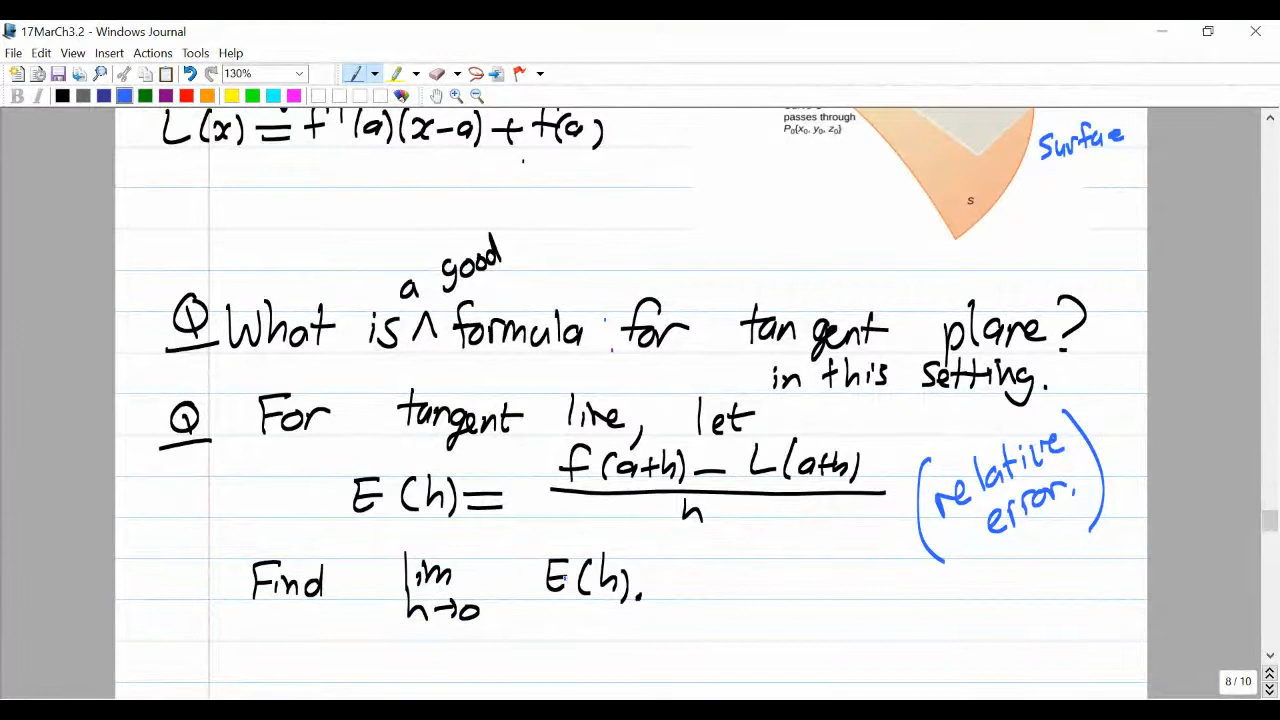 17MarCh3.2 - Windows Journal
File Edit View Insert Actions Tools Help
130%
B I
L(x) = f'(a)(x-a) + f(a)
passes through
P₀(x₀, y₀, z₀)
Surface
S
a good
Q What is ^ formula for tangent plane?
in this setting.
Q For tangent line, let
E(h) = f(a+h) - L(a+h) / h (relative error.)
Find lim h→0 E(h).
8 / 10